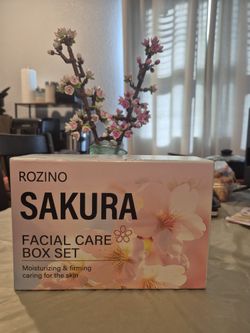 ROZINO
SAKURA
FACIAL CARE
BOX SET
Moisturizing & firming
caring for the skin